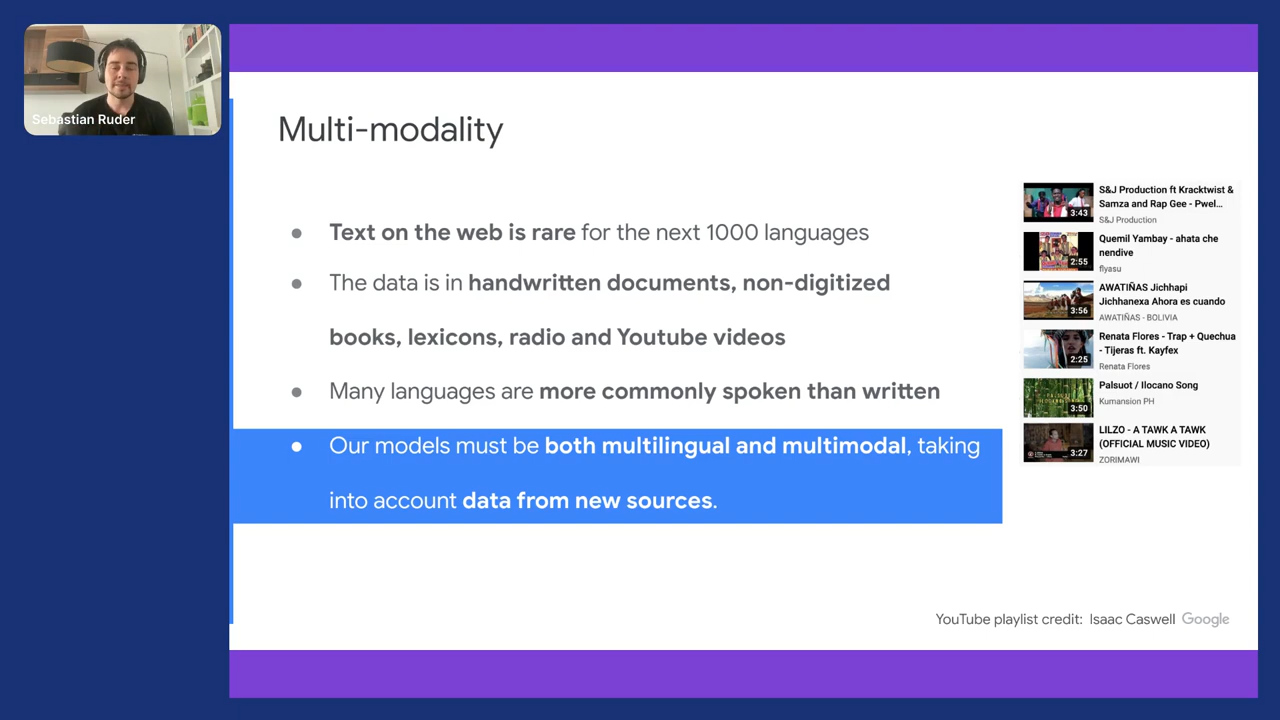 Sebastian Ruder
Multi-modality
● Text on the web is rare for the next 1000 languages
● The data is in handwritten documents, non-digitized
books, lexicons, radio and Youtube videos
● Many languages are more commonly spoken than written
● Our models must be both multilingual and multimodal, taking
into account data from new sources.
3:43
S&J Production ft Kracktwist &
Samza and Rap Gee - Pwel...
S&J Production
2:55
Quemil Yambay - ahata che
nendive
flyasu
3:56
AWATIÑAS Jichhapi
Jichhanexa Ahora es cuando
AWATIÑAS - BOLIVIA
2:25
Renata Flores - Trap + Quechua
- Tijeras ft. Kayfex
Renata Flores
3:50
Palsuot / Ilocano Song
Kumansion PH
3:27
LILZO - A TAWK A TAWK
(OFFICIAL MUSIC VIDEO)
ZORIMAWI
YouTube playlist credit: Isaac Caswell Google